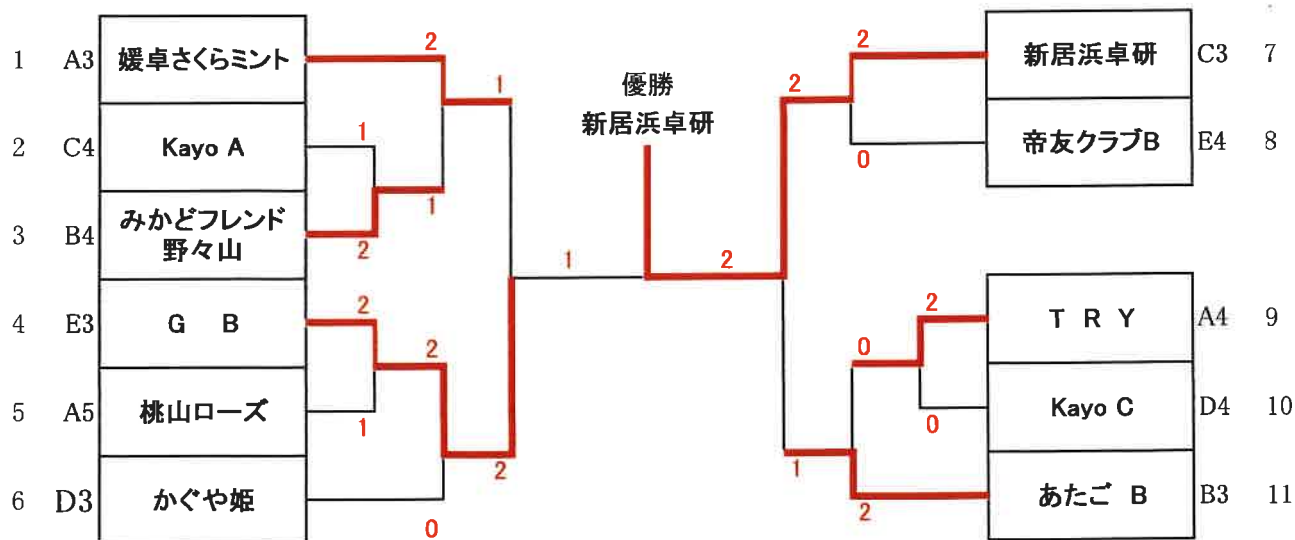 1 A3 媛卓さくらミント
2 C4 Kayo A
3 B4 みかどフレンド
野々山
4 E3 G B
5 A5 桃山ローズ
6 D3 かぐや姫
2
1
1
1
2
2
2
1
2
0
1
優勝
新居浜卓研
2
2
2
0
0
2
0
1
2
新居浜卓研 C3 7
帝友クラブB E4 8
T R Y A4 9
Kayo C D4 10
あたご B B3 11